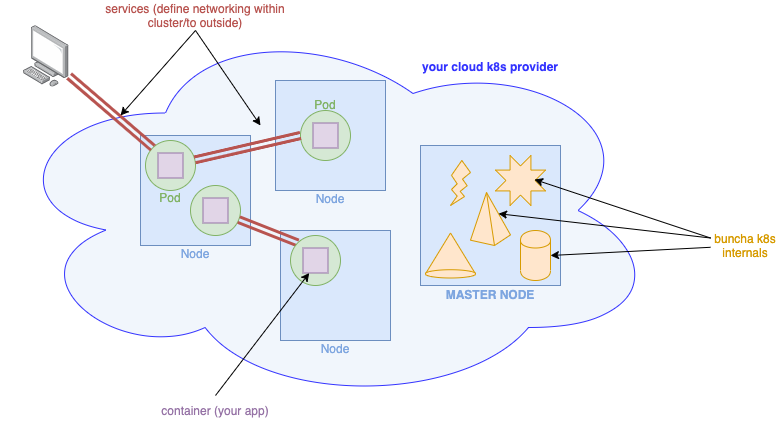 services (define networking within
cluster/to outside)
your cloud k8s provider
Pod
Pod
Node
Node
Node
MASTER NODE
buncha k8s
internals
container (your app)